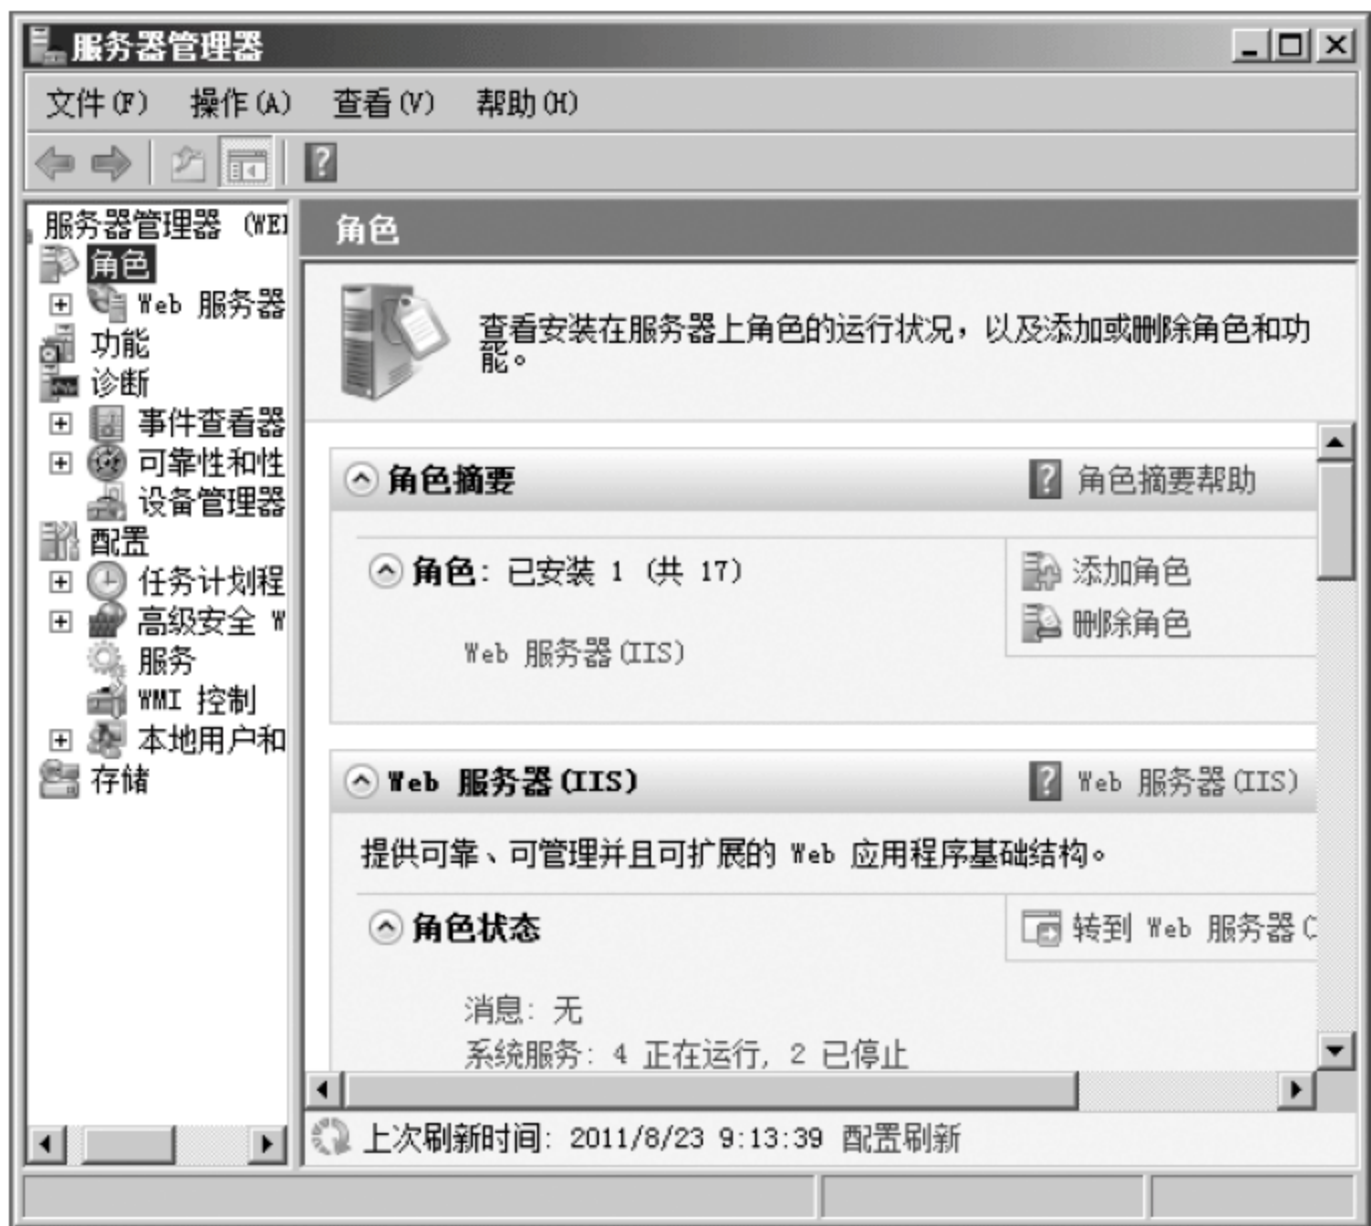 服务器管理器
文件(F) 操作(A) 查看(V) 帮助(H)
服务器管理器 (WEI
角色
Web 服务器
功能
诊断
事件查看器
可靠性和性
设备管理器
配置
任务计划程
高级安全 W
服务
WMI 控制
本地用户和
存储
角色
查看安装在服务器上角色的运行状况，以及添加或删除角色和功
能。
角色摘要
角色摘要帮助
角色: 已安装 1 (共 17)
添加角色
删除角色
Web 服务器(IIS)
Web 服务器(IIS)
Web 服务器(IIS)
提供可靠、可管理并且可扩展的 Web 应用程序基础结构。
角色状态
转到 Web 服务器(
消息: 无
系统服务: 4 正在运行, 2 已停止
上次刷新时间: 2011/8/23 9:13:39 配置刷新